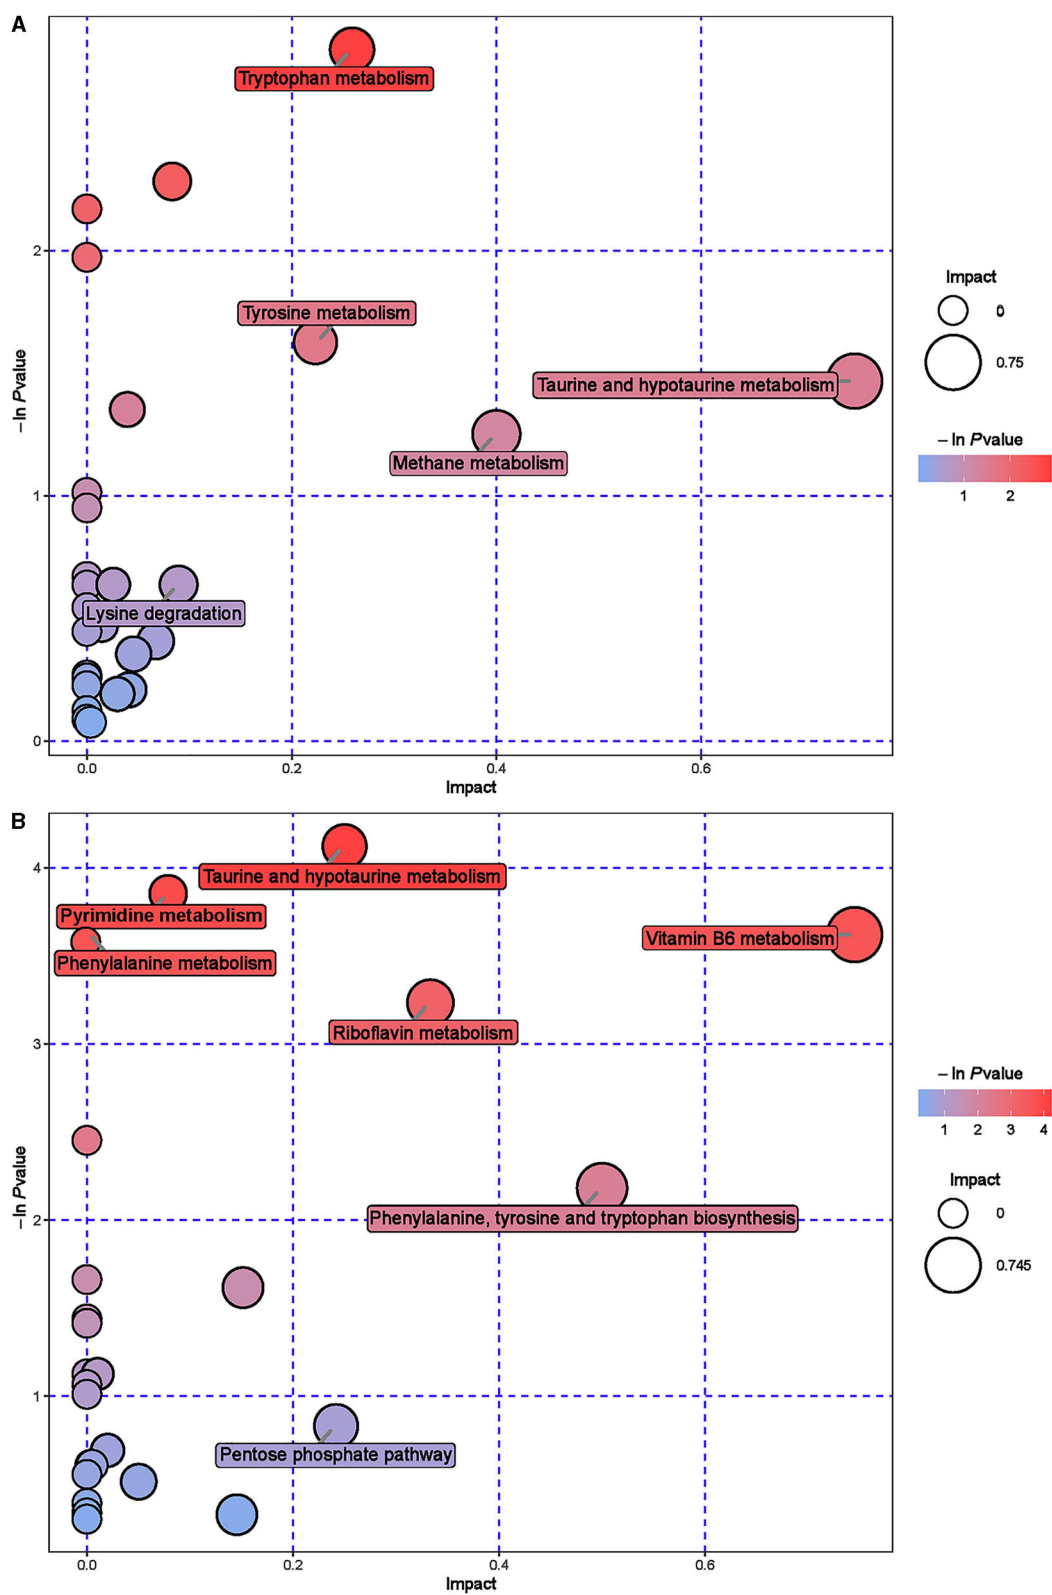 A
Tryptophan metabolism
2
Tyrosine metabolism
Taurine and hypotaurine metabolism
Methane metabolism
1
Lysine degradation
0
0.0 0.2 0.4 0.6
Impact
–ln Pvalue
Impact
0.75
–ln Pvalue
1 2
B
4
Taurine and hypotaurine metabolism
Pyrimidine metabolism
Vitamin B6 metabolism
Phenylalanine metabolism
Riboflavin metabolism
3
Phenylalanine, tyrosine and tryptophan biosynthesis
2
1
Pentose phosphate pathway
0.0 0.2 0.4 0.6
Impact
–ln Pvalue
–ln Pvalue
1 2 3 4
Impact
0
0.745